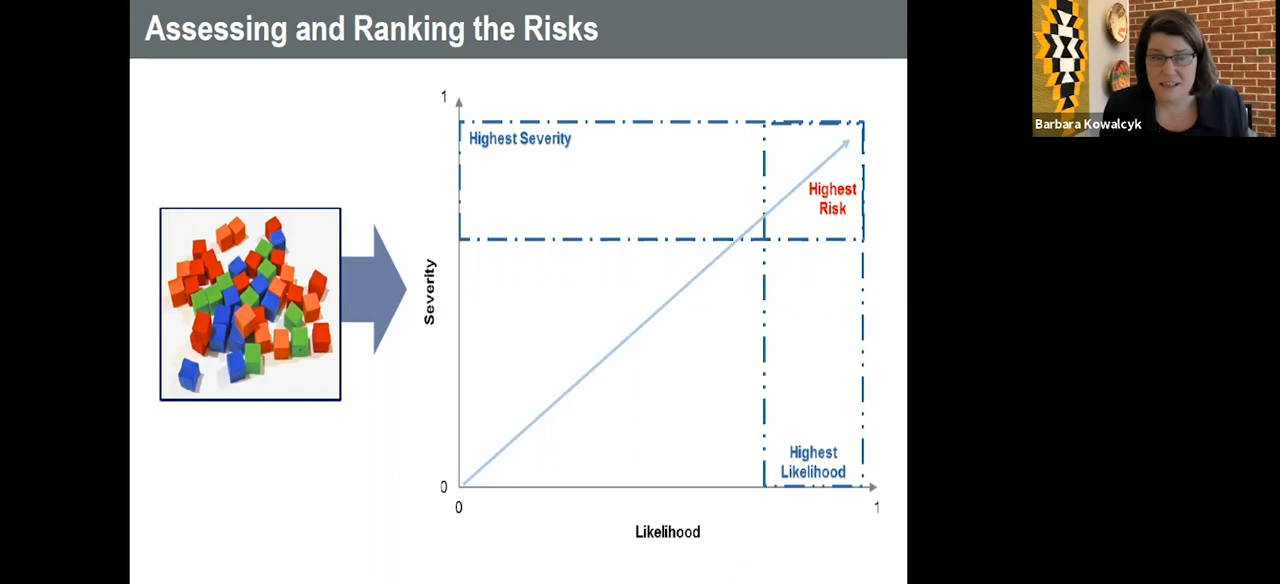 Assessing and Ranking the Risks
Barbara Kowalcyk
1
Highest Severity
Highest
Risk
Severity
Highest
Likelihood
0
0
1
Likelihood